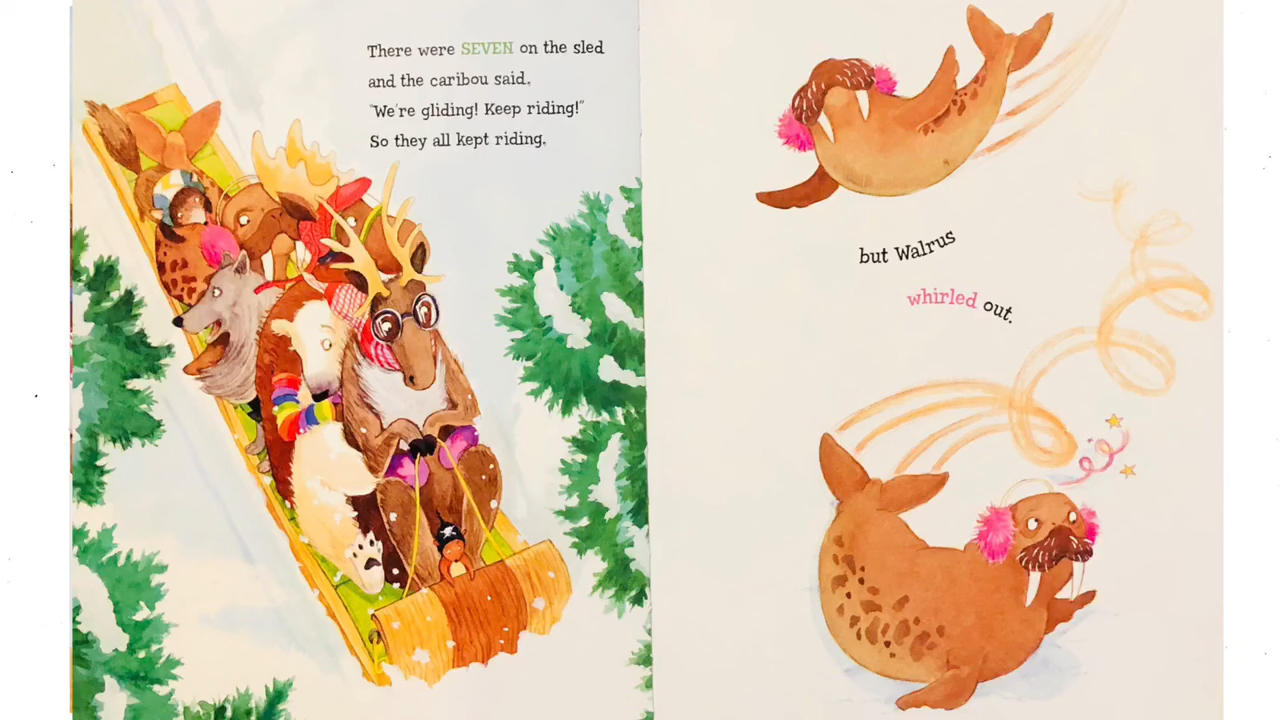 There were SEVEN on the sled
and the caribou said,
"We're gliding! Keep riding!"
So they all kept riding,
but Walrus
whirled out.